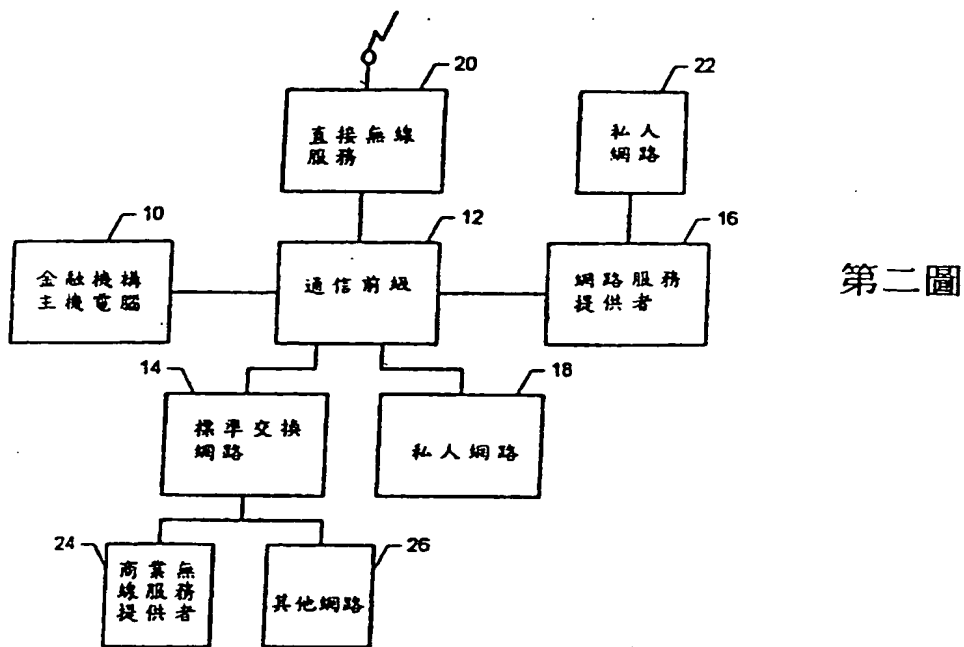 20
直接無線
服務
22
私人
網路
10
金融機構
主機電腦
12
通信前級
16
網路服務
提供者
第二圖
14
標準交換
網路
18
私人網路
24
商業無
線服務
提供者
26
其他網路